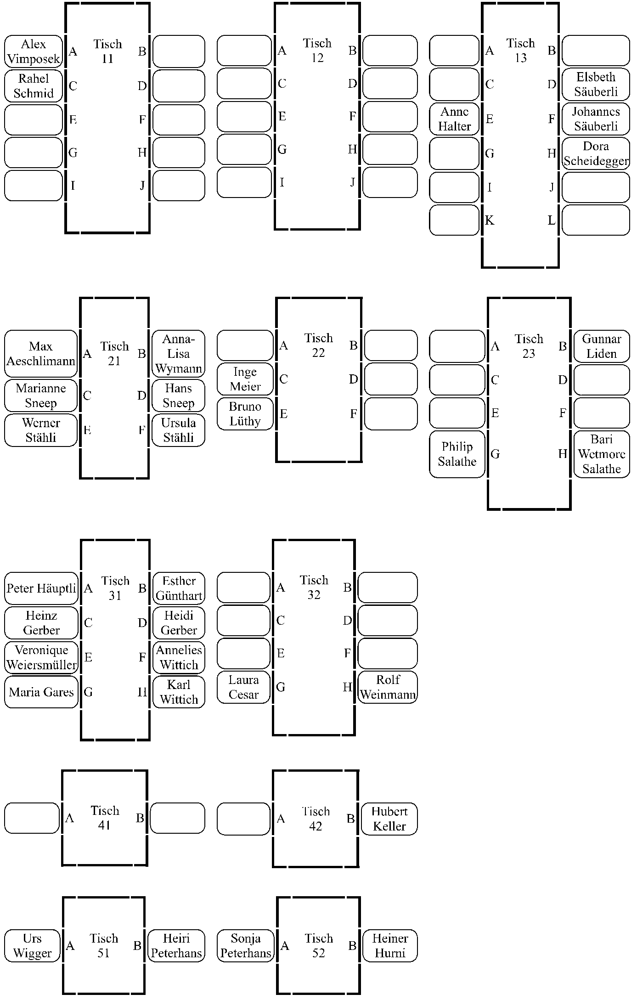 Tisch
11
Alex
Vimposek
A
B
Rahel
Schmid
C
D
E
F
G
H
I
J
Tisch
12
A
B
C
D
E
F
G
H
I
J
Tisch
13
A
B
C
D
Elsbeth
Säuberli
Anne
Halter
E
F
Johannes
Säuberli
G
H
Dora
Scheidegger
I
J
K
L
Tisch
21
Max
Aeschlimann
A
B
Anna-
Lisa
Wymann
Marianne
Sneep
C
D
Hans
Sneep
Werner
Stähli
E
F
Ursula
Stähli
Tisch
22
A
B
Inge
Meier
C
D
Bruno
Lüthy
E
F
Tisch
23
A
B
Gunnar
Liden
C
D
E
F
Philip
Salathe
G
H
Bari
Wetmore
Salathe
Tisch
31
Peter Häuptli
A
B
Esther
Günthart
Heinz
Gerber
C
D
Heidi
Gerber
Veronique
Weiersmüller
E
F
Annelies
Wittich
Maria Gares
G
H
Karl
Wittich
Tisch
32
A
B
C
D
E
F
Laura
Cesar
G
H
Rolf
Weinmann
Tisch
41
A
B
Tisch
42
A
B
Hubert
Keller
Tisch
51
Urs
Wigger
A
B
Heiri
Peterhans
Tisch
52
Sonja
Peterhans
A
B
Heiner
Hurni